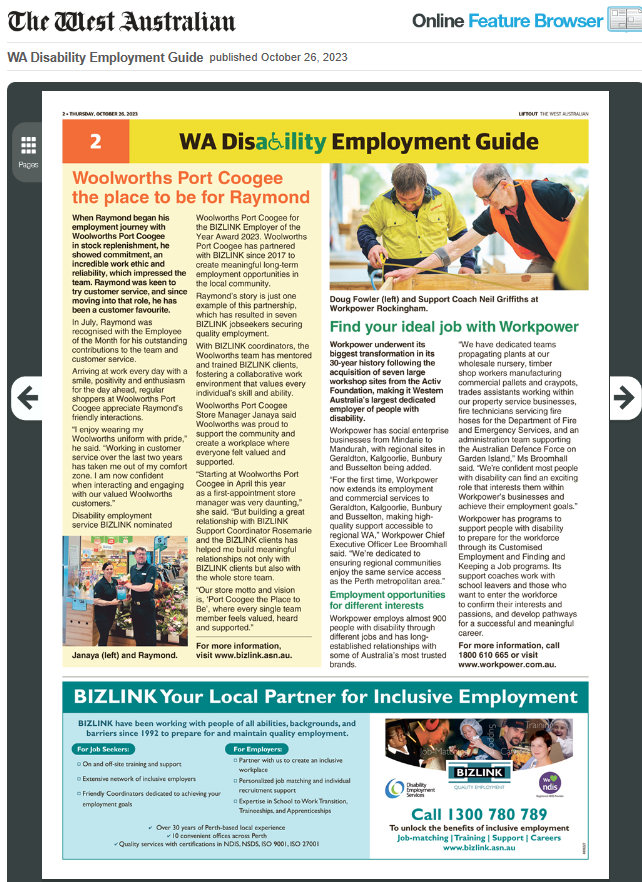 The West Australian
Online Feature Browser
WA Disability Employment Guide published October 26, 2023
Pages
2 • THURSDAY, OCTOBER 26, 2023
LIFTOUT THE WEST AUSTRALIAN
2
WA Disability Employment Guide
Woolworths Port Coogee
the place to be for Raymond
When Raymond began his
employment journey with
Woolworths Port Coogee
in stock replenishment, he
showed commitment, an
incredible work ethic and
reliability, which impressed the
team. Raymond was keen to
try customer service, and since
moving into that role, he has
been a customer favourite.
In July, Raymond was
recognised with the Employee
of the Month for his outstanding
contributions to the team and
customer service.
Arriving at work every day with a
smile, positivity and enthusiasm
for the day ahead, regular
shoppers at Woolworths Port
Coogee appreciate Raymond's
friendly interactions.
"I enjoy wearing my
Woolworths uniform with pride,"
he said. "Working in customer
service over the last two years
has taken me out of my comfort
zone. I am now confident
when interacting and engaging
with our valued Woolworths
customers."
Disability employment
service BIZLINK nominated
Janaya (left) and Raymond.
Woolworths Port Coogee for
the BIZLINK Employer of the
Year Award 2023. Woolworths
Port Coogee has partnered
with BIZLINK since 2017 to
create meaningful long-term
employment opportunities in
the local community.
Raymond's story is just one
example of this partnership,
which has resulted in seven
BIZLINK jobseekers securing
quality employment.
With BIZLINK coordinators, the
Woolworths team has mentored
and trained BIZLINK clients,
fostering a collaborative work
environment that values every
individual's skill and ability.
Woolworths Port Coogee
Store Manager Janaya said
Woolworths was proud to
support the community and
create a workplace where
everyone felt valued and
supported.
"Starting at Woolworths Port
Coogee in April this year
as a first-appointment store
manager was very daunting,"
she said. "But building a great
relationship with BIZLINK
Support Coordinator Rosemarie
and the BIZLINK clients has
helped me build meaningful
relationships not only with
BIZLINK clients but also with
the whole store team.
"Our store motto and vision
is, 'Port Coogee the Place to
Be', where every single team
member feels valued, heard
and supported."
For more information,
visit www.bizlink.asn.au.
Doug Fowler (left) and Support Coach Neil Griffiths at
Workpower Rockingham.
Find your ideal job with Workpower
Workpower underwent its
biggest transformation in its
30-year history following the
acquisition of seven large
workshop sites from the Activ
Foundation, making it Western
Australia's largest dedicated
employer of people with
disability.
Workpower has social enterprise
businesses from Mindarie to
Mandurah, with regional sites in
Geraldton, Kalgoorlie, Bunbury
and Busselton being added.
"For the first time, Workpower
now extends its employment
and commercial services to
Geraldton, Kalgoorlie, Bunbury
and Busselton, making high-
quality support accessible to
regional WA," Workpower Chief
Executive Officer Lee Broomhall
said. "We're dedicated to
ensuring regional communities
enjoy the same service access
as the Perth metropolitan area."
Employment opportunities
for different interests
Workpower employs almost 900
people with disability through
different jobs and has long-
established relationships with
some of Australia's most trusted
brands.
"We have dedicated teams
propagating plants at our
wholesale nursery, timber
shop workers manufacturing
commercial pallets and craypots,
trades assistants working within
our property service businesses,
fire technicians servicing fire
hoses for the Department of Fire
and Emergency Services, and an
administration team supporting
the Australian Defence Force on
Garden Island," Ms Broomhall
said. "We're confident most people
with disability can find an exciting
role that interests them within
Workpower's businesses and
achieve their employment goals."
Workpower has programs to
support people with disability
to prepare for the workforce
through its Customised
Employment and Finding and
Keeping a Job programs. Its
support coaches work with
school leavers and those who
want to enter the workforce
to confirm their interests and
passions, and develop pathways
for a successful and meaningful
career.
For more information, call
1800 610 665 or visit
www.workpower.com.au.
BIZLINK Your Local Partner for Inclusive Employment
BIZLINK have been working with people of all abilities, backgrounds, and
barriers since 1992 to prepare for and maintain quality employment.
For Job Seekers:
On and off-site training and support
Extensive network of inclusive employers
Friendly Coordinators dedicated to achieving your
employment goals
For Employers:
Partner with us to create an inclusive
workplace
Personalized job matching and individual
recruitment support
Expertise in School to Work Transition,
Traineeships, and Apprenticeships
✓ Over 30 years of Perth-based local experience
✓ 10 convenient offices across Perth
✓ Quality services with certifications in NDIS, NSDS, ISO 9001, ISO 27001
Training
BIZLINK
QUALITY EMPLOYMENT
Disability
Employment
Services
We
ndis
Call 1300 780 789
To unlock the benefits of inclusive employment
Job-matching | Training | Support | Careers
www.bizlink.asn.au